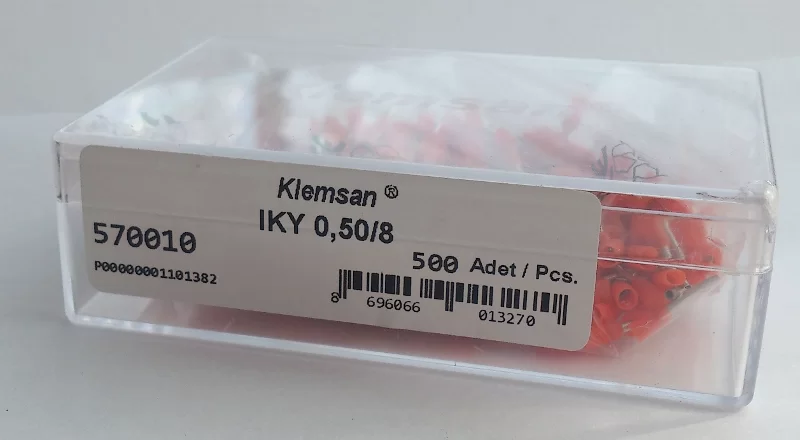 Klemsan ®
IKY 0,50/8
570010
500 Adet / Pcs.
P00000001101382
8 696066 013270